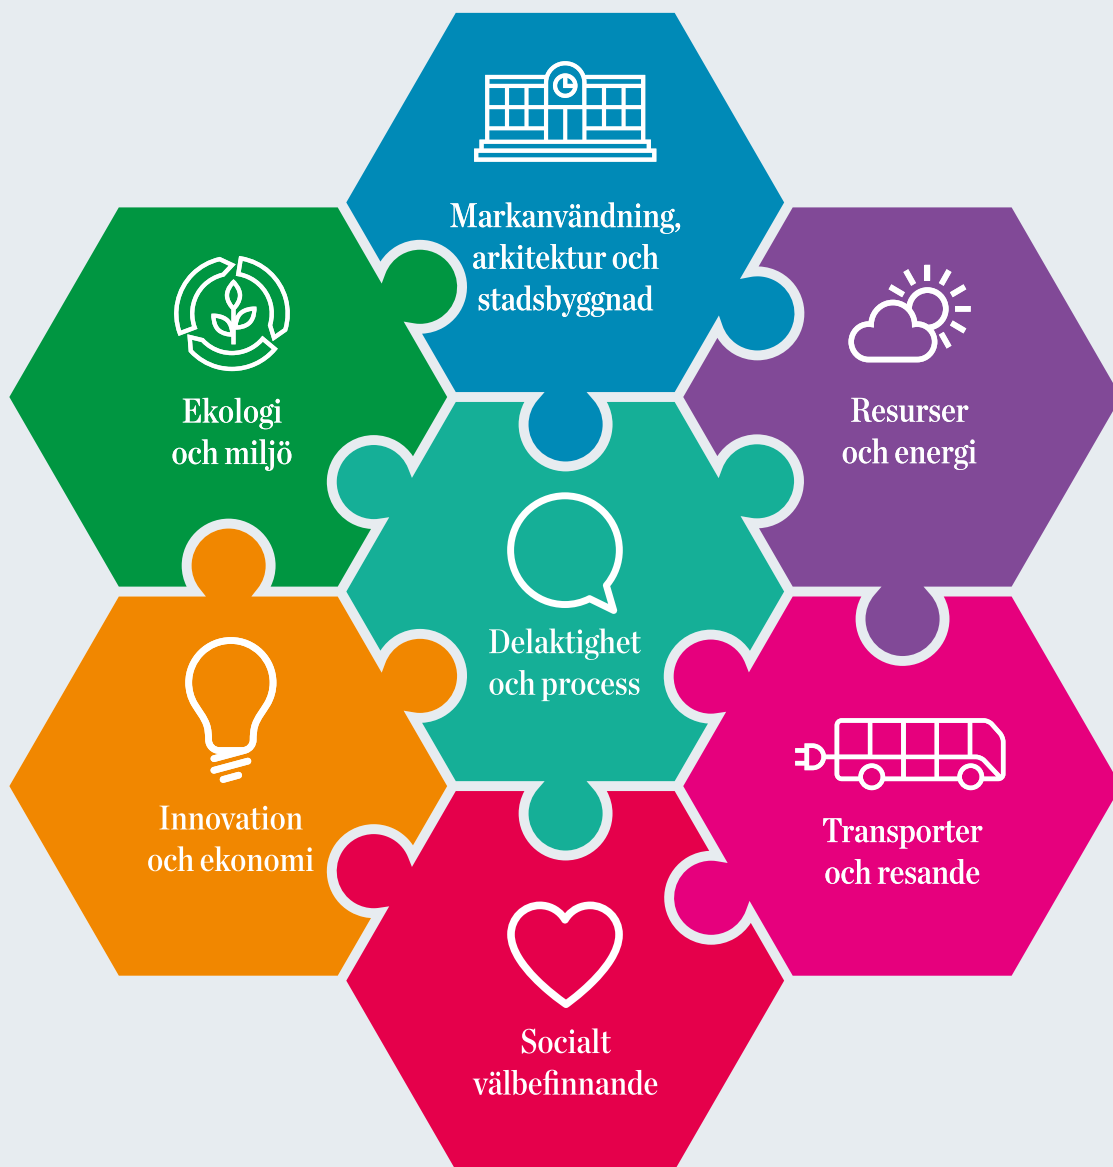 Markanvändning,
arkitektur och
stadsbyggnad
Ekologi
och miljö
Resurser
och energi
Delaktighet
och process
Innovation
och ekonomi
Transporter
och resande
Socialt
välbefinnande